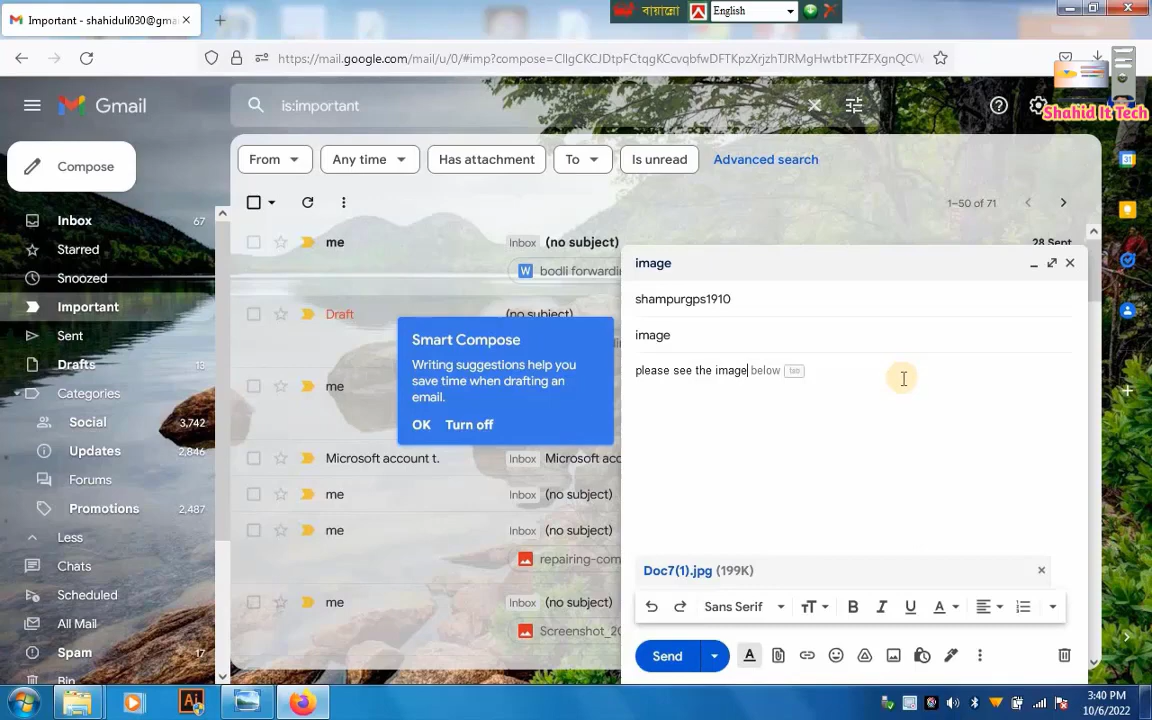 Important - shahiduli030@gma
বায়ান্নো
English
https://mail.google.com/mail/u/0/#imp?compose=CllgCKCJDtpFCtqgKCcvqbfwDFTKpzXrjzhTJRMgHwtbtTFZFXgnQCW
Shahid It Tech
Gmail
is:important
Compose
From
Any time
Has attachment
To
Is unread
Advanced search
1–50 of 71
Inbox 67
Starred
Snoozed
Important
Sent
Drafts 13
Categories
Social 3,742
Updates 2,846
Forums
Promotions 2,487
Less
Chats
Scheduled
All Mail
Spam 17
Bin
me Inbox (no subject) 28 Sept
W bodli forwardin
Draft (no subject)
me
Microsoft account t. Inbox Microsoft acc
me Inbox (no subject)
me Inbox (no subject)
repairing-com
me Inbox (no subject)
Screenshot_20
Smart Compose
Writing suggestions help you
save time when drafting an
email.
OK Turn off
image
shampurgps1910
image
please see the image below tab
Doc7(1).jpg (199K)
Sans Serif
Send
Ai
3:40 PM
10/6/2022